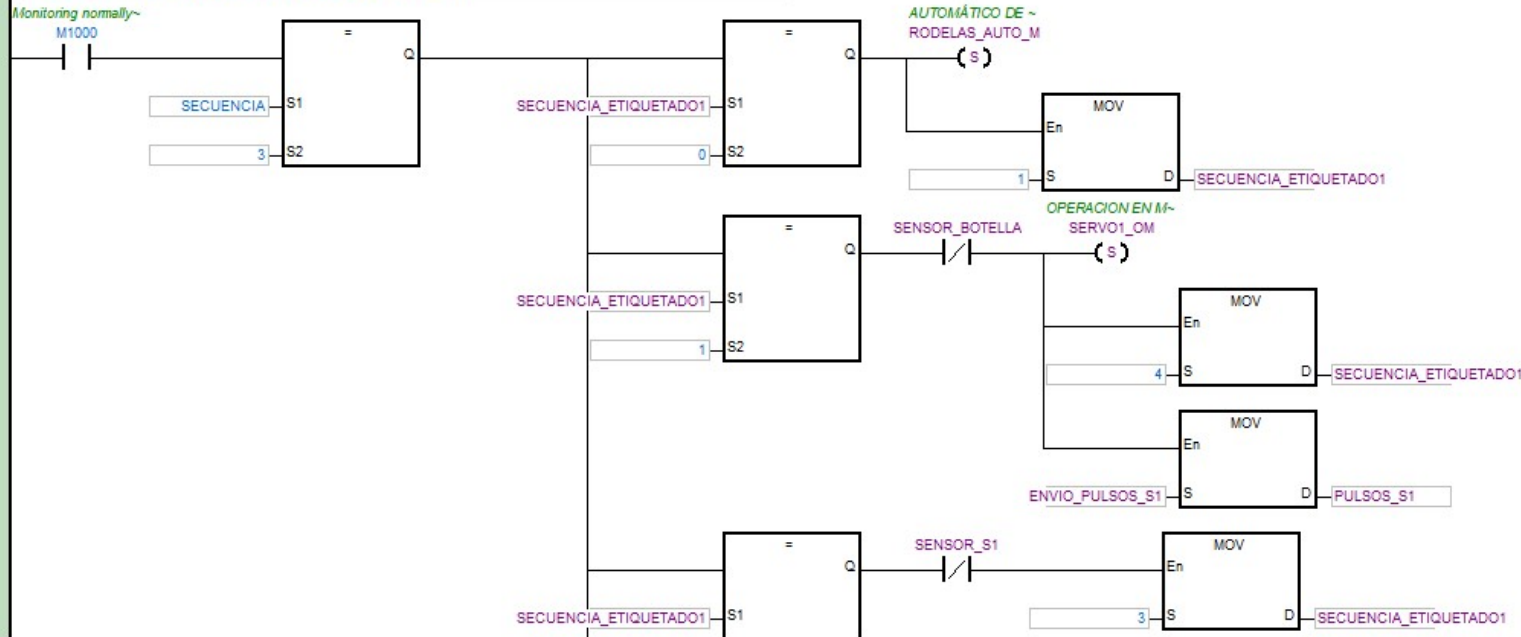 Monitoring normally~
M1000
=
Q
SECUENCIA S1
3 S2
=
Q
SECUENCIA_ETIQUETADO1 S1
0 S2
AUTOMÁTICO DE ~
RODELAS_AUTO_M
S
MOV
En
1 S D SECUENCIA_ETIQUETADO1
=
Q
SECUENCIA_ETIQUETADO1 S1
1 S2
SENSOR_BOTELLA
OPERACION EN M~
SERVO1_OM
S
MOV
En
4 S D SECUENCIA_ETIQUETADO1
MOV
En
ENVIO_PULSOS_S1 S D PULSOS_S1
=
Q
SECUENCIA_ETIQUETADO1 S1
SENSOR_S1
MOV
En
3 S D SECUENCIA_ETIQUETADO1